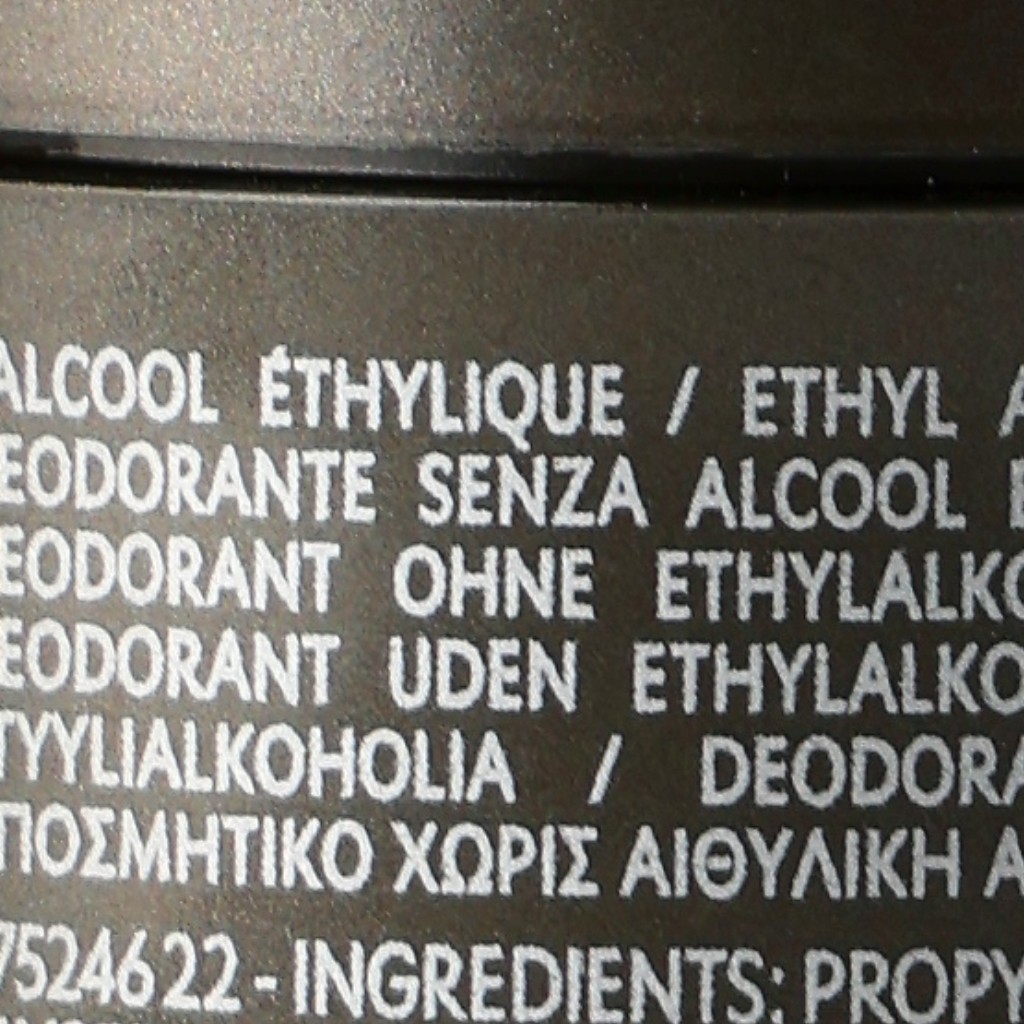 ALCOOL ÉTHYLIQUE / ETHYL A
EODORANTE SENZA ALCOOL E
EODORANT OHNE ETHYLALKO
EODORANT UDEN ETHYLALKO
TYYLIALKOHOLIA / DEODORA
ΠΟΣΜΗΤΙΚΟ ΧΩΡΙΣ ΑΙΘΥΛΙΚΗ Α
7524622 - INGREDIENTS: PROPY